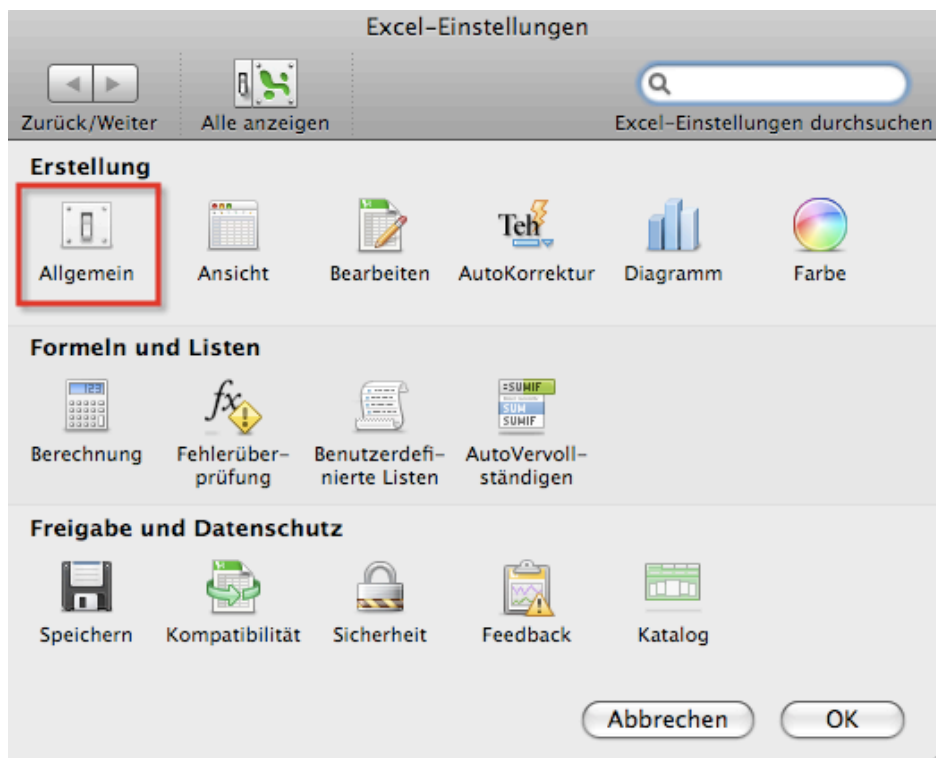 Excel-Einstellungen
Zurück/Weiter Alle anzeigen Excel-Einstellungen durchsuchen
Erstellung
Teh
Allgemein Ansicht Bearbeiten AutoKorrektur Diagramm Farbe
Formeln und Listen
123 fx =SUMIF
SUM
SUMIF
Berechnung Fehlerüber- Benutzerdefi- AutoVervoll-
prüfung nierte Listen ständigen
Freigabe und Datenschutz
Speichern Kompatibilität Sicherheit Feedback Katalog
Abbrechen OK